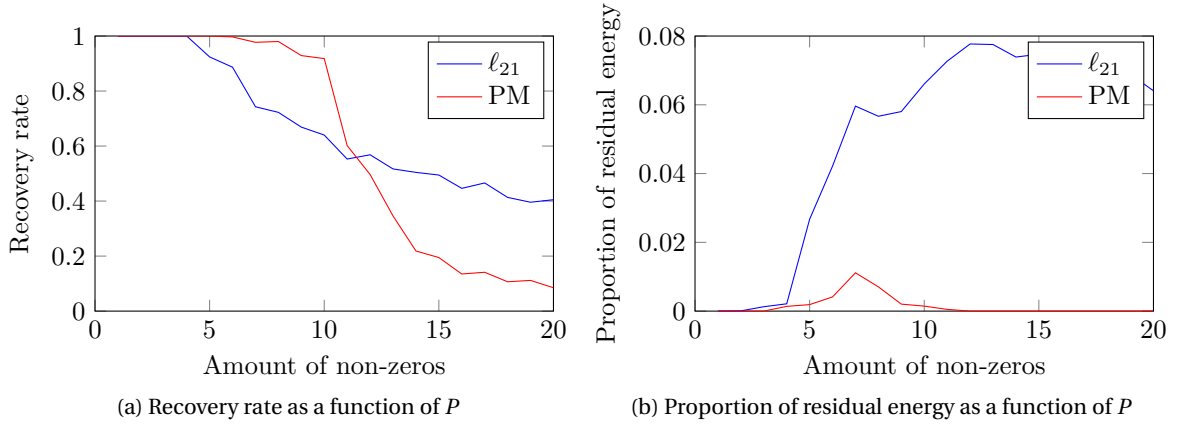 Recovery rate
1
0.8
0.6
0.4
0.2
0
0
5
10
15
20
Amount of non-zeros
ℓ21
PM
(a) Recovery rate as a function of P
Proportion of residual energy
0.08
0.06
0.04
0.02
0
0
5
10
15
20
Amount of non-zeros
ℓ21
PM
(b) Proportion of residual energy as a function of P